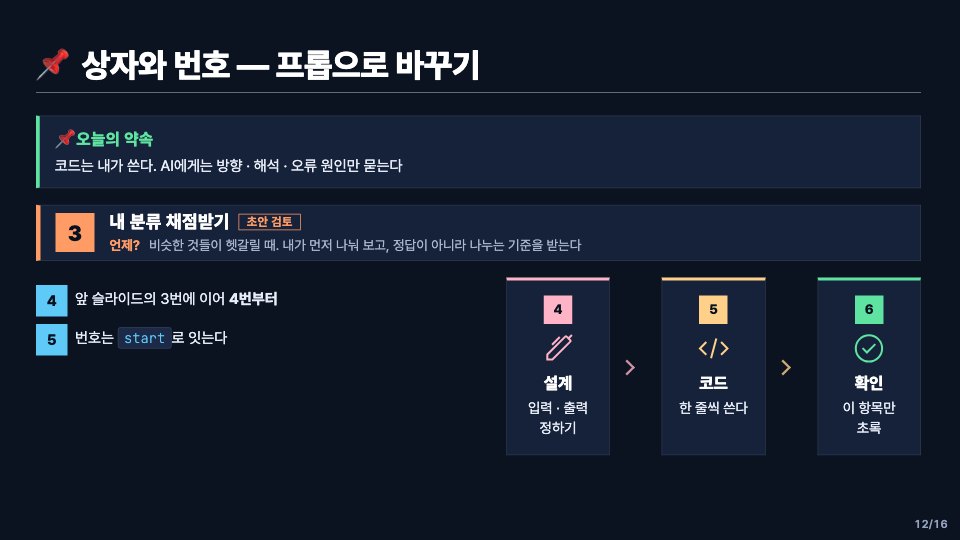 📌 상자와 번호 — 프롭으로 바꾸기
📌오늘의 약속
코드는 내가 쓴다. AI에게는 방향 · 해석 · 오류 원인만 묻는다
3
내 분류 채점받기 초안 검토
언제? 비슷한 것들이 헷갈릴 때. 내가 먼저 나눠 보고, 정답이 아니라 나누는 기준을 받는다
4 앞 슬라이드의 3번에 이어 4번부터
5 번호는 start 로 잇는다
4
설계
입력 · 출력
정하기
5
코드
한 줄씩 쓴다
6
확인
이 항목만
초록
12/16